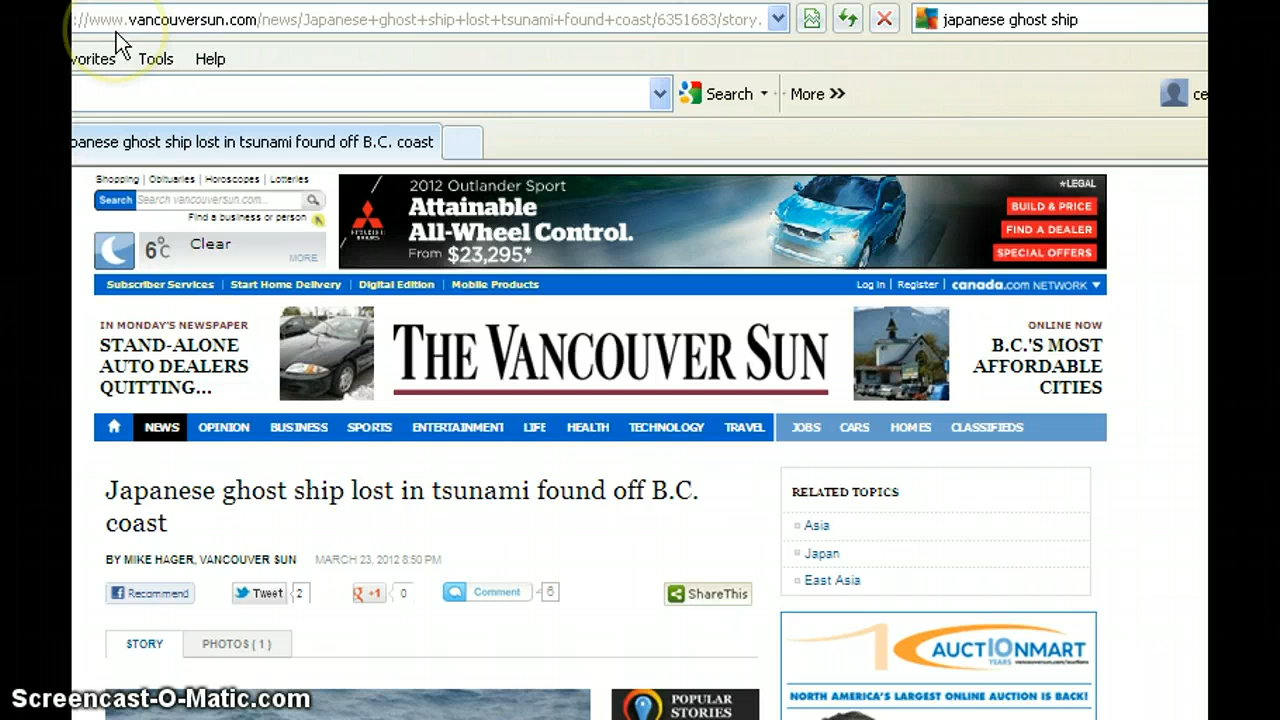 ://www.vancouversun.com/news/Japanese+ghost+ship+lost+tsunami+found+coast/6351683/story.
japanese ghost ship
vorites Tools Help
Search More >>
ce
panese ghost ship lost in tsunami found off B.C. coast
Shopping | Obituaries | Horoscopes | Lotteries
Search Search vancouversun.com...
Find a business or person
6°C Clear
MORE
2012 Outlander Sport
Attainable
All-Wheel Control.
From $23,295.*
*LEGAL
BUILD & PRICE
FIND A DEALER
SPECIAL OFFERS
Subscriber Services | Start Home Delivery | Digital Edition | Mobile Products
Log in | Register | canada.com NETWORK
IN MONDAY'S NEWSPAPER
STAND-ALONE
AUTO DEALERS
QUITTING...
THE VANCOUVER SUN
ONLINE NOW
B.C.'S MOST
AFFORDABLE
CITIES
NEWS OPINION BUSINESS SPORTS ENTERTAINMENT LIFE HEALTH TECHNOLOGY TRAVEL JOBS CARS HOMES CLASSIFIEDS
Japanese ghost ship lost in tsunami found off B.C.
coast
BY MIKE HAGER, VANCOUVER SUN MARCH 23, 2012 8:50 PM
Recommend Tweet 2 +1 0 Comment 6 ShareThis
STORY PHOTOS ( 1 )
RELATED TOPICS
Asia
Japan
East Asia
10 YEARS
AUCTIONMART
vancouversun.com/auctions
NORTH AMERICA'S LARGEST ONLINE AUCTION IS BACK!
POPULAR
STORIES
Screencast-O-Matic.com